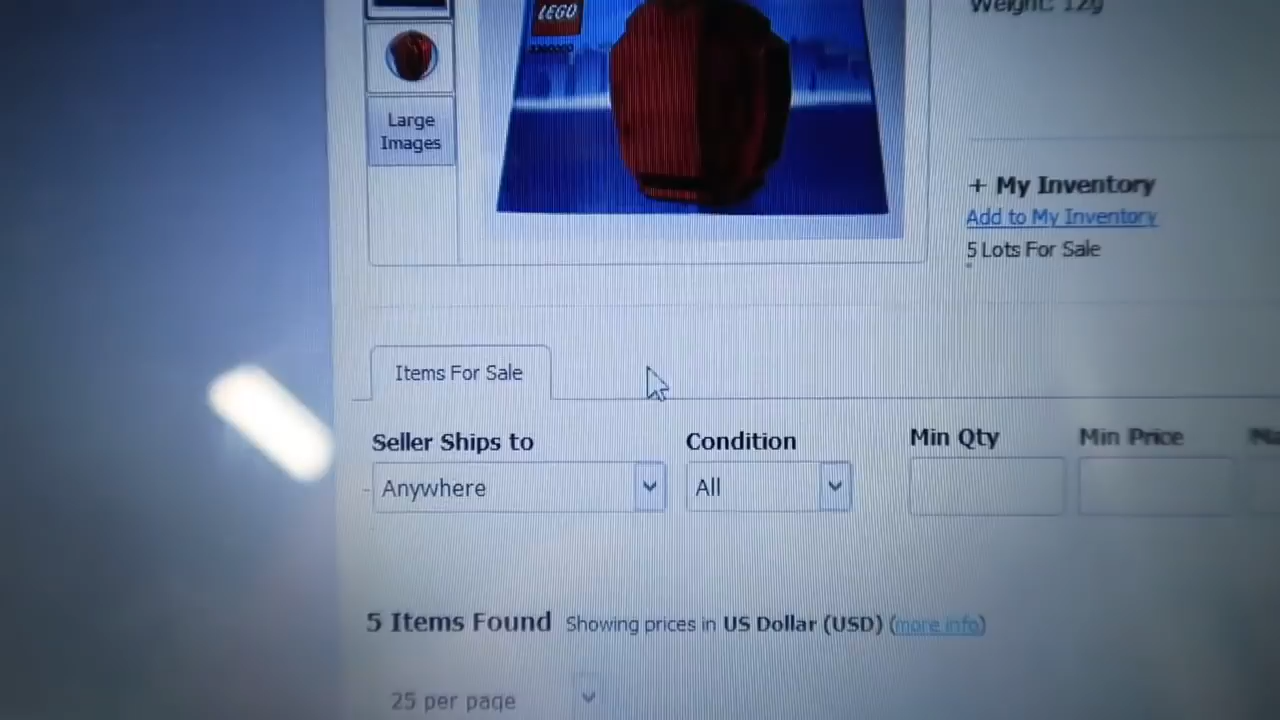 Weight: 12g
LEGO
Large
Images
+ My Inventory
Add to My Inventory
5 Lots For Sale
Items For Sale
Seller Ships to
Condition
Min Qty
Min Price
Anywhere
All
5 Items Found Showing prices in US Dollar (USD) (more info)
25 per page